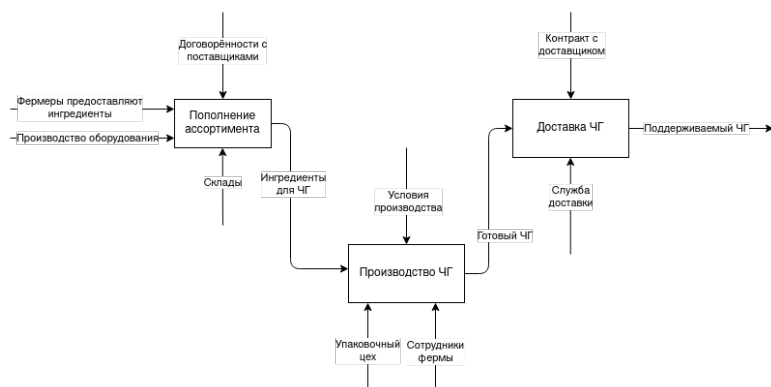 Договорённости с
поставщиками
Контракт с
доставщиком
Фермеры предоставляют
ингредиенты
Производство оборудования
Пополнение
ассортимента
Доставка ЧГ
Поддерживаемый ЧГ
Склады
Ингредиенты
для ЧГ
Условия
производства
Служба
доставки
Готовый ЧГ
Производство ЧГ
Упаковочный
цех
Сотрудники
фермы